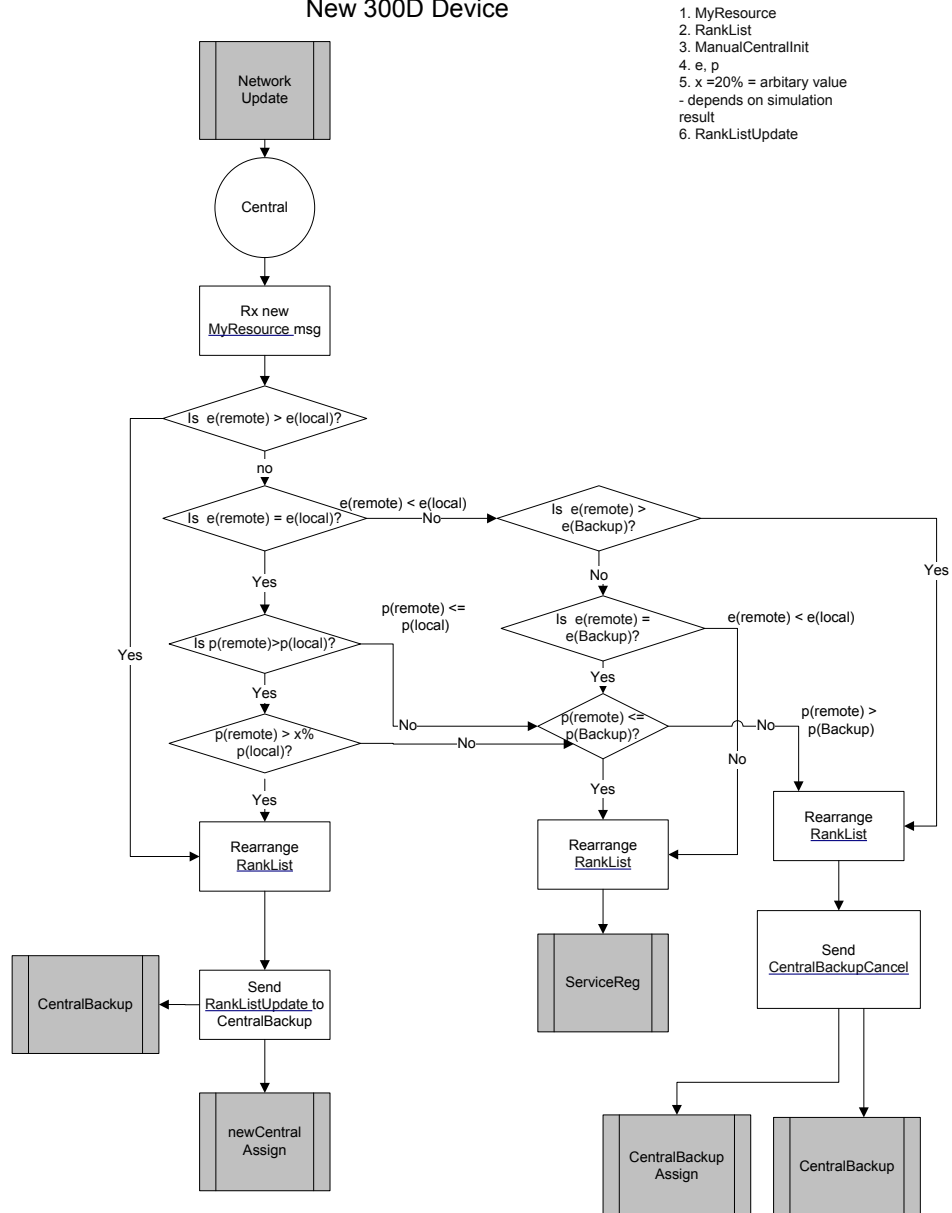 New 300D Device
1. MyResource
2. RankList
3. ManualCentralInit
4. e, p
5. x =20% = arbitary value
- depends on simulation
result
6. RankListUpdate
Network
Update
Central
Rx new
MyResource msg
Is e(remote) > e(local)?
no
Is e(remote) = e(local)?
e(remote) < e(local)
No
Is e(remote) >
e(Backup)?
Yes
No
Yes
Is e(remote) =
e(Backup)?
e(remote) < e(local)
p(remote) <=
p(local)
Is p(remote)>p(local)?
Yes
Yes
Yes
No
p(remote) <=
p(Backup)?
No
p(remote) >
p(Backup)
p(remote) > x%
p(local)?
No
No
Yes
Yes
Rearrange
RankList
Rearrange
RankList
Rearrange
RankList
Send
CentralBackupCancel
CentralBackup
Send
RankListUpdate to
CentralBackup
ServiceReg
newCentral
Assign
CentralBackup
Assign
CentralBackup